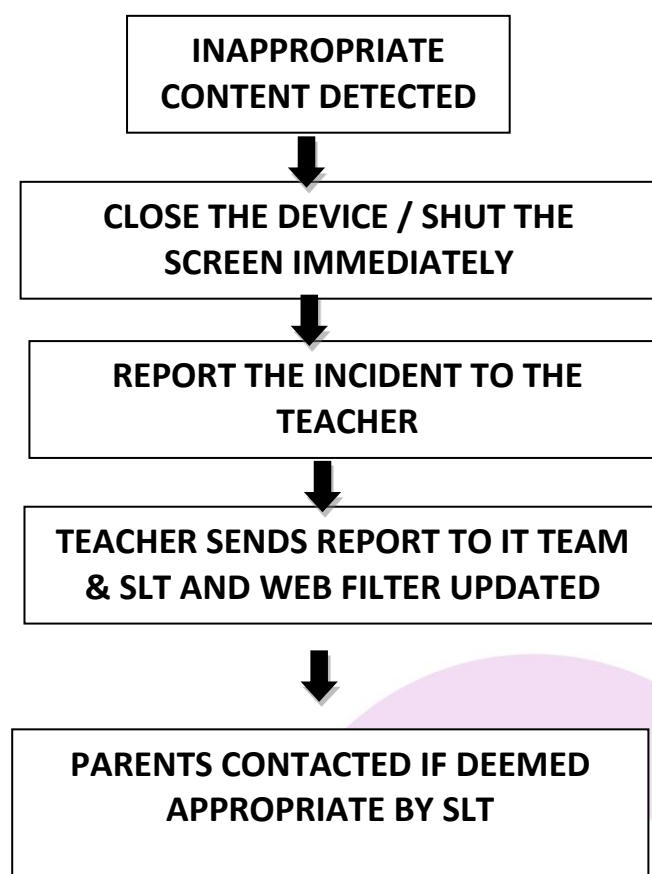 INAPPROPRIATE
CONTENT DETECTED
CLOSE THE DEVICE / SHUT THE
SCREEN IMMEDIATELY
REPORT THE INCIDENT TO THE
TEACHER
TEACHER SENDS REPORT TO IT TEAM
& SLT AND WEB FILTER UPDATED
PARENTS CONTACTED IF DEEMED
APPROPRIATE BY SLT